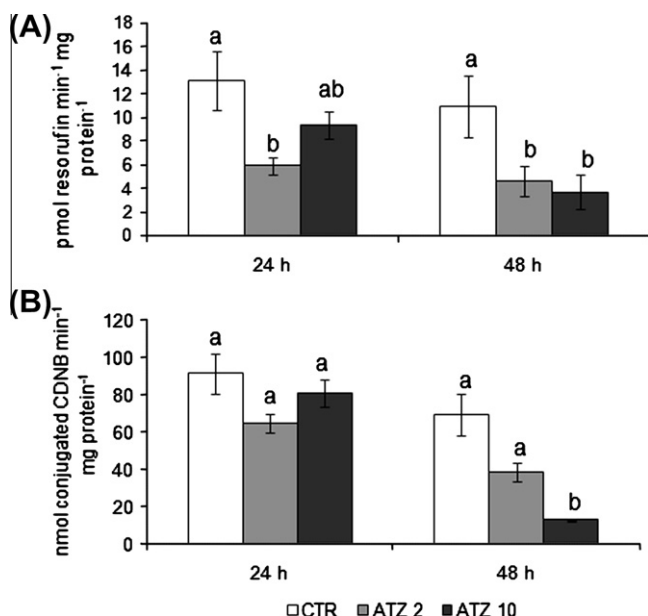 (A)
pmol resorufin min⁻¹ mg
protein⁻¹
18
16
14
12
10
8
6
4
2
0
a
b
ab
a
b
b
24 h
48 h
(B)
nmol conjugated CDNB min⁻¹
mg protein⁻¹
120
100
80
60
40
20
0
a
a
a
a
a
b
24 h
48 h
CTR ATZ 2 ATZ 10